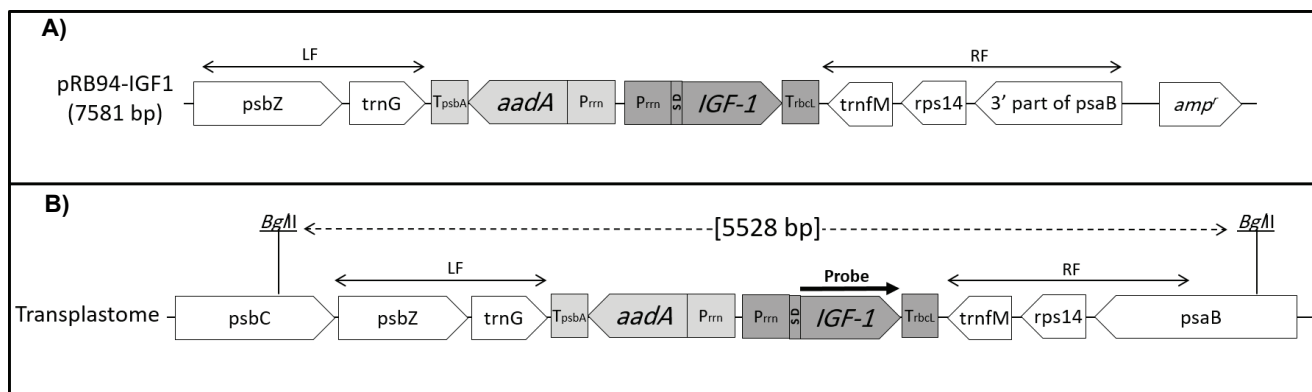 A)
LF
RF
pRB94-IGF1
(7581 bp)
psbZ
trnG
TpsbA
aadA
Prrn
Prrn
SD
IGF-1
TrbcL
trnfM
rps14
3' part of psaB
ampr
B)
BglII
[5528 bp]
BglII
LF
Probe
RF
Transplastome
psbC
psbZ
trnG
TpsbA
aadA
Prrn
Prrn
SD
IGF-1
TrbcL
trnfM
rps14
psaB